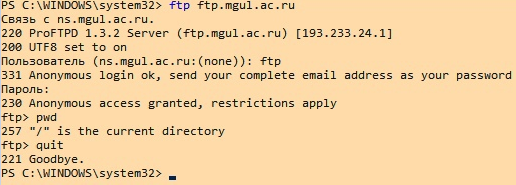 PS C:\WINDOWS\system32> ftp ftp.mgul.ac.ru
Связь с ns.mgul.ac.ru.
220 ProFTPD 1.3.2 Server (ftp.mgul.ac.ru) [193.233.24.1]
200 UTF8 set to on
Пользователь (ns.mgul.ac.ru:(none)): ftp
331 Anonymous login ok, send your complete email address as your password
Пароль:
230 Anonymous access granted, restrictions apply
ftp> pwd
257 "/" is the current directory
ftp> quit
221 Goodbye.
PS C:\WINDOWS\system32>